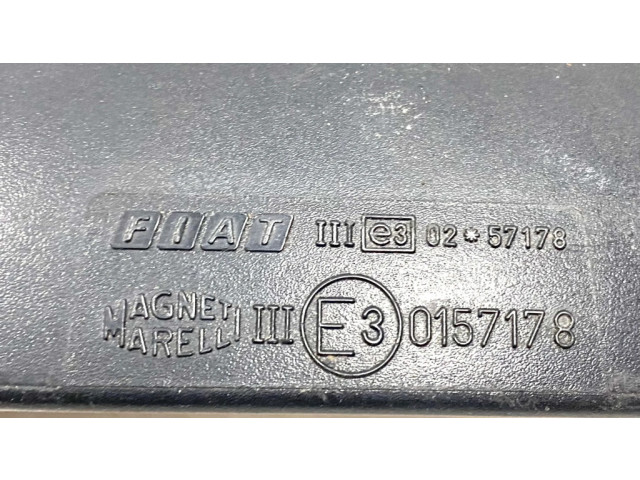 FIAT III e3 02*57178
MAGNETI MARELLI III E3 0157178